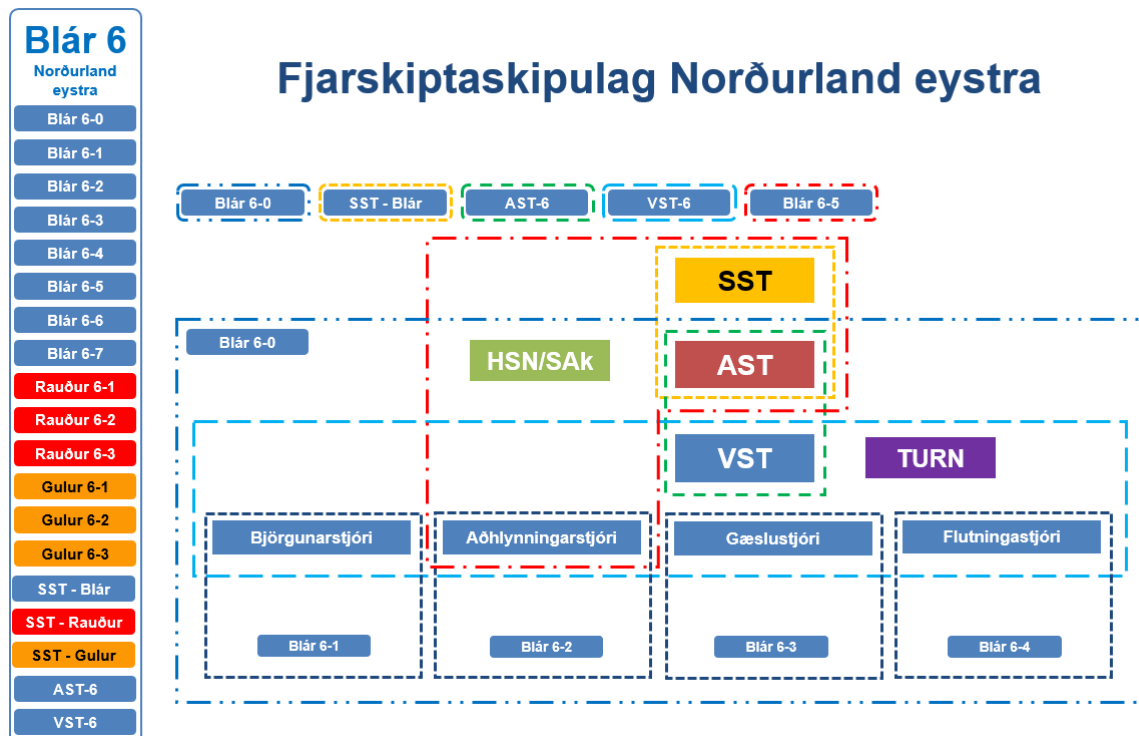 Blár 6
Norðurland
eystra
Blár 6-0
Blár 6-1
Blár 6-2
Blár 6-3
Blár 6-4
Blár 6-5
Blár 6-6
Blár 6-7
Rauður 6-1
Rauður 6-2
Rauður 6-3
Gulur 6-1
Gulur 6-2
Gulur 6-3
SST - Blár
SST - Rauður
SST - Gulur
AST-6
VST-6
Fjarskiptaskipulag Norðurland eystra
Blár 6-0 SST - Blár AST-6 VST-6 Blár 6-5
SST
Blár 6-0
HSN/SAk AST
VST TURN
Björgunarstjóri Aðhlynningarstjóri Gæslustjóri Flutningastjóri
Blár 6-1 Blár 6-2 Blár 6-3 Blár 6-4